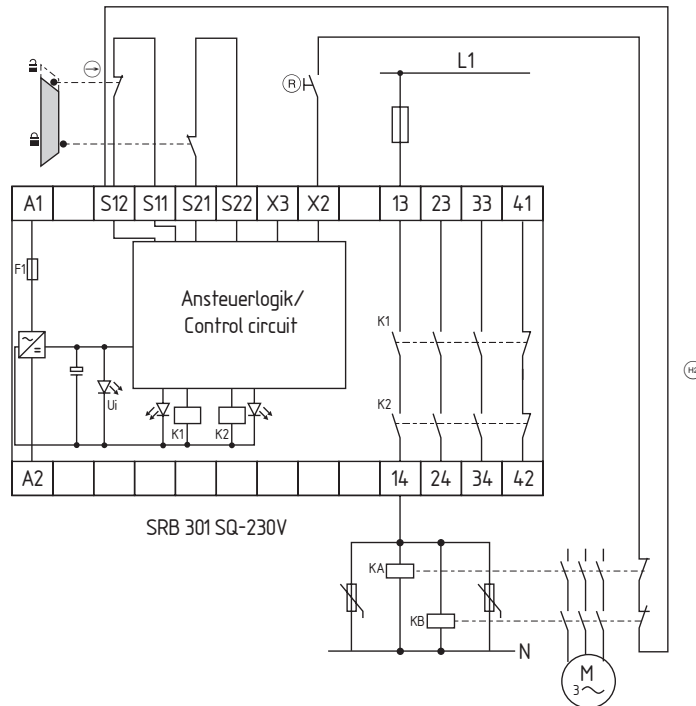 L1
R
A1 S12 S11 S21 S22 X3 X2 13 23 33 41
F1
Ansteuerlogik/
Control circuit
K1
H2
Ui
K1 K2
K2
A2 14 24 34 42
SRB 301 SQ-230V
KA
KB
N
M
3